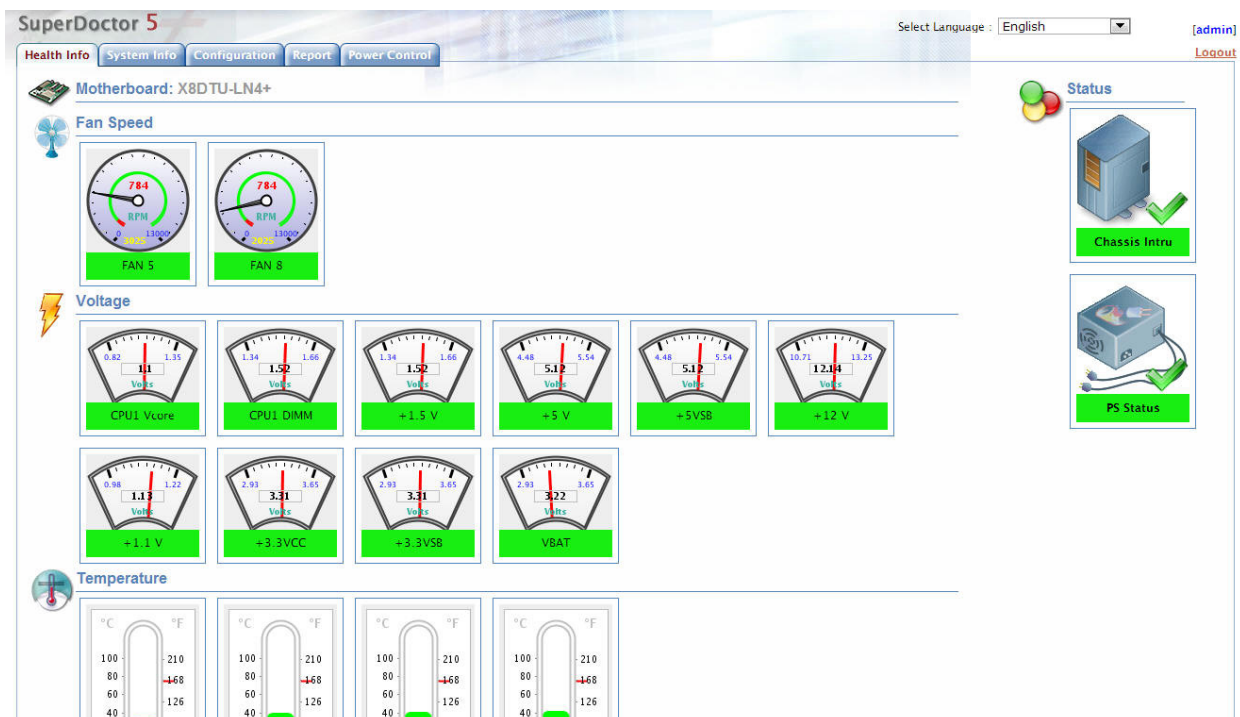 SuperDoctor 5
Select Language : English
[admin]
Health Info System Info Configuration Report Power Control
Logout
Motherboard: X8DTU-LN4+
Status
Fan Speed
784 784
RPM RPM
0 13000 0 13000
3025 2025
FAN 5 FAN 8
Chassis Intru
Voltage
0.82 1.35 1.34 1.66 1.34 1.66 4.48 5.54 4.48 5.54 10.71 13.25
1.1 1.52 1.52 5.12 5.12 12.14
Volts Volts Volts Volts Volts Volts
CPU1 Vcore CPU1 DIMM +1.5 V +5 V +5VSB +12 V
PS Status
0.98 1.22 2.93 3.65 2.93 3.65 2.93 3.65
1.13 3.31 3.31 3.22
Volts Volts Volts Volts
+1.1 V +3.3VCC +3.3VSB VBAT
Temperature
°C °F °C °F °C °F °C °F
100 210 100 210 100 210 100 210
80 168 80 168 80 168 80 168
60 126 60 126 60 126 60 126
40 40 40 40